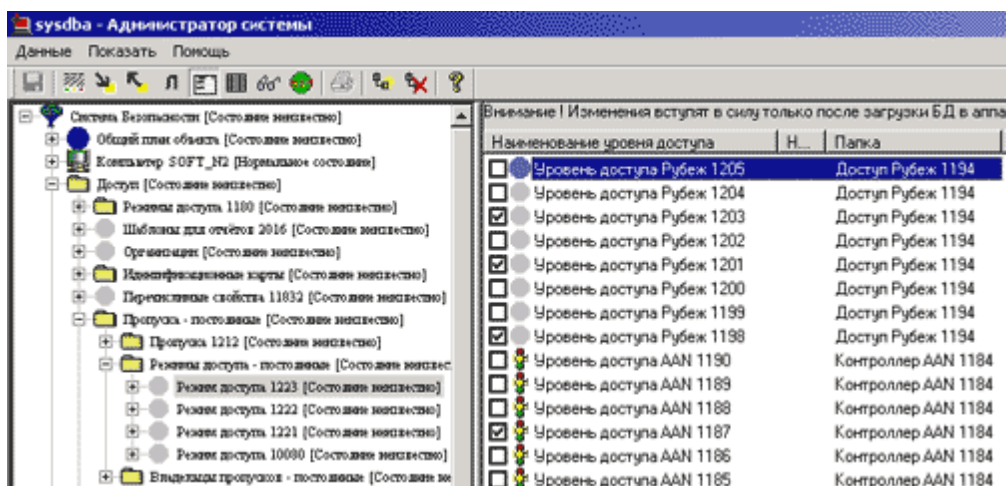 sysdba - Администратор системы
Данные Показать Помощь
Система Безопасности [Состояние неизвестно]
Общий план объекта [Состояние неизвестно]
Компьютер SOFT_N2 [Нормальное состояние]
Доступ [Состояние неизвестно]
Режимы доступа 1180 [Состояние неизвестно]
Шаблоны для отчётов 2016 [Состояние неизвестно]
Организации [Состояние неизвестно]
Идентификационные карты [Состояние неизвестно]
Перечислимые свойства 11832 [Состояние неизвестно]
Пропуска - постоянные [Состояние неизвестно]
Пропуска 1212 [Состояние неизвестно]
Режимы доступа - постоянные [Состояние неизвес
Режим доступа 1223 [Состояние неизвестно]
Режим доступа 1222 [Состояние неизвестно]
Режим доступа 1221 [Состояние неизвестно]
Режим доступа 10080 [Состояние неизвестно]
Владельцы пропусков - постоянные [Состояние не
Внимание ! Изменения вступят в силу только после загрузки БД в аппа
Наименование уровня доступа Н... Папка
Уровень доступа Рубеж 1205 Доступ Рубеж 1194
Уровень доступа Рубеж 1204 Доступ Рубеж 1194
Уровень доступа Рубеж 1203 Доступ Рубеж 1194
Уровень доступа Рубеж 1202 Доступ Рубеж 1194
Уровень доступа Рубеж 1201 Доступ Рубеж 1194
Уровень доступа Рубеж 1200 Доступ Рубеж 1194
Уровень доступа Рубеж 1199 Доступ Рубеж 1194
Уровень доступа Рубеж 1198 Доступ Рубеж 1194
Уровень доступа AAN 1190 Контроллер AAN 1184
Уровень доступа AAN 1189 Контроллер AAN 1184
Уровень доступа AAN 1188 Контроллер AAN 1184
Уровень доступа AAN 1187 Контроллер AAN 1184
Уровень доступа AAN 1186 Контроллер AAN 1184
Уровень доступа AAN 1185 Контроллер AAN 1184